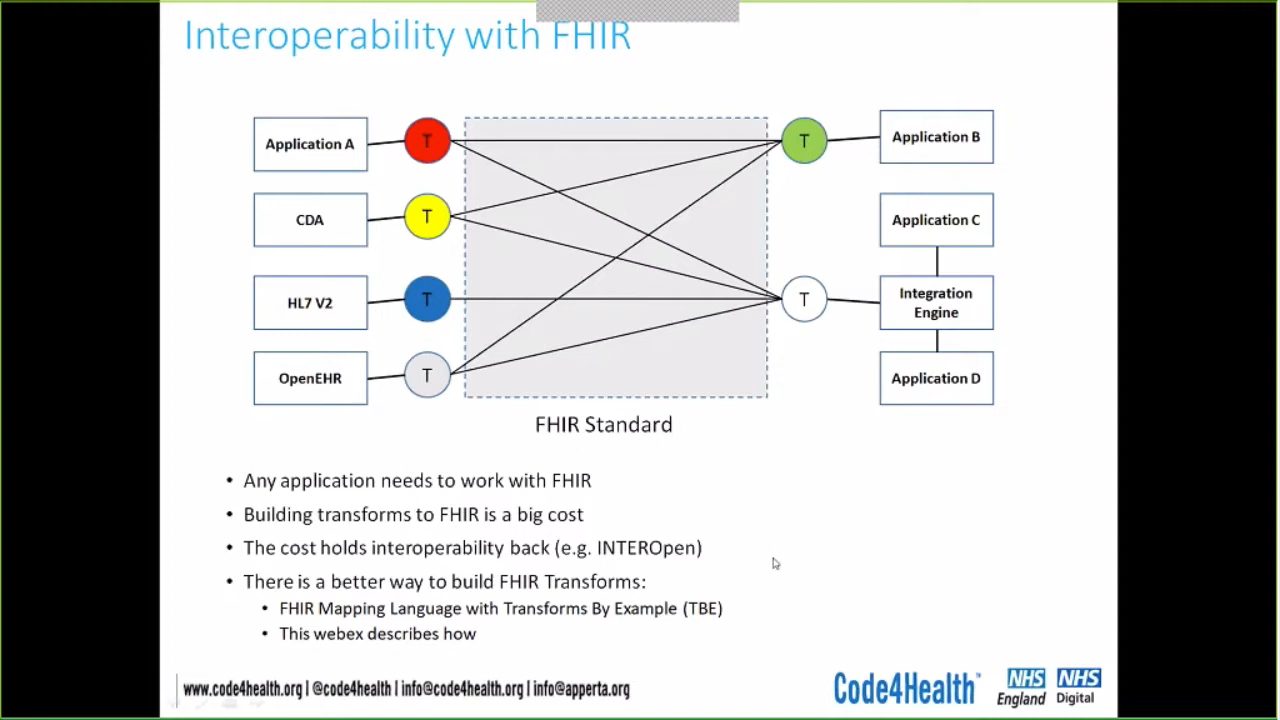 Interoperability with FHIR
Application A
T
T
Application B
CDA
T
Application C
HL7 V2
T
T
Integration
Engine
OpenEHR
T
Application D
FHIR Standard
• Any application needs to work with FHIR
• Building transforms to FHIR is a big cost
• The cost holds interoperability back (e.g. INTEROpen)
• There is a better way to build FHIR Transforms:
• FHIR Mapping Language with Transforms By Example (TBE)
• This webex describes how
www.code4health.org | @code4health | info@code4health.org | info@apperta.org
Code4Health™
NHS
England
NHS
Digital